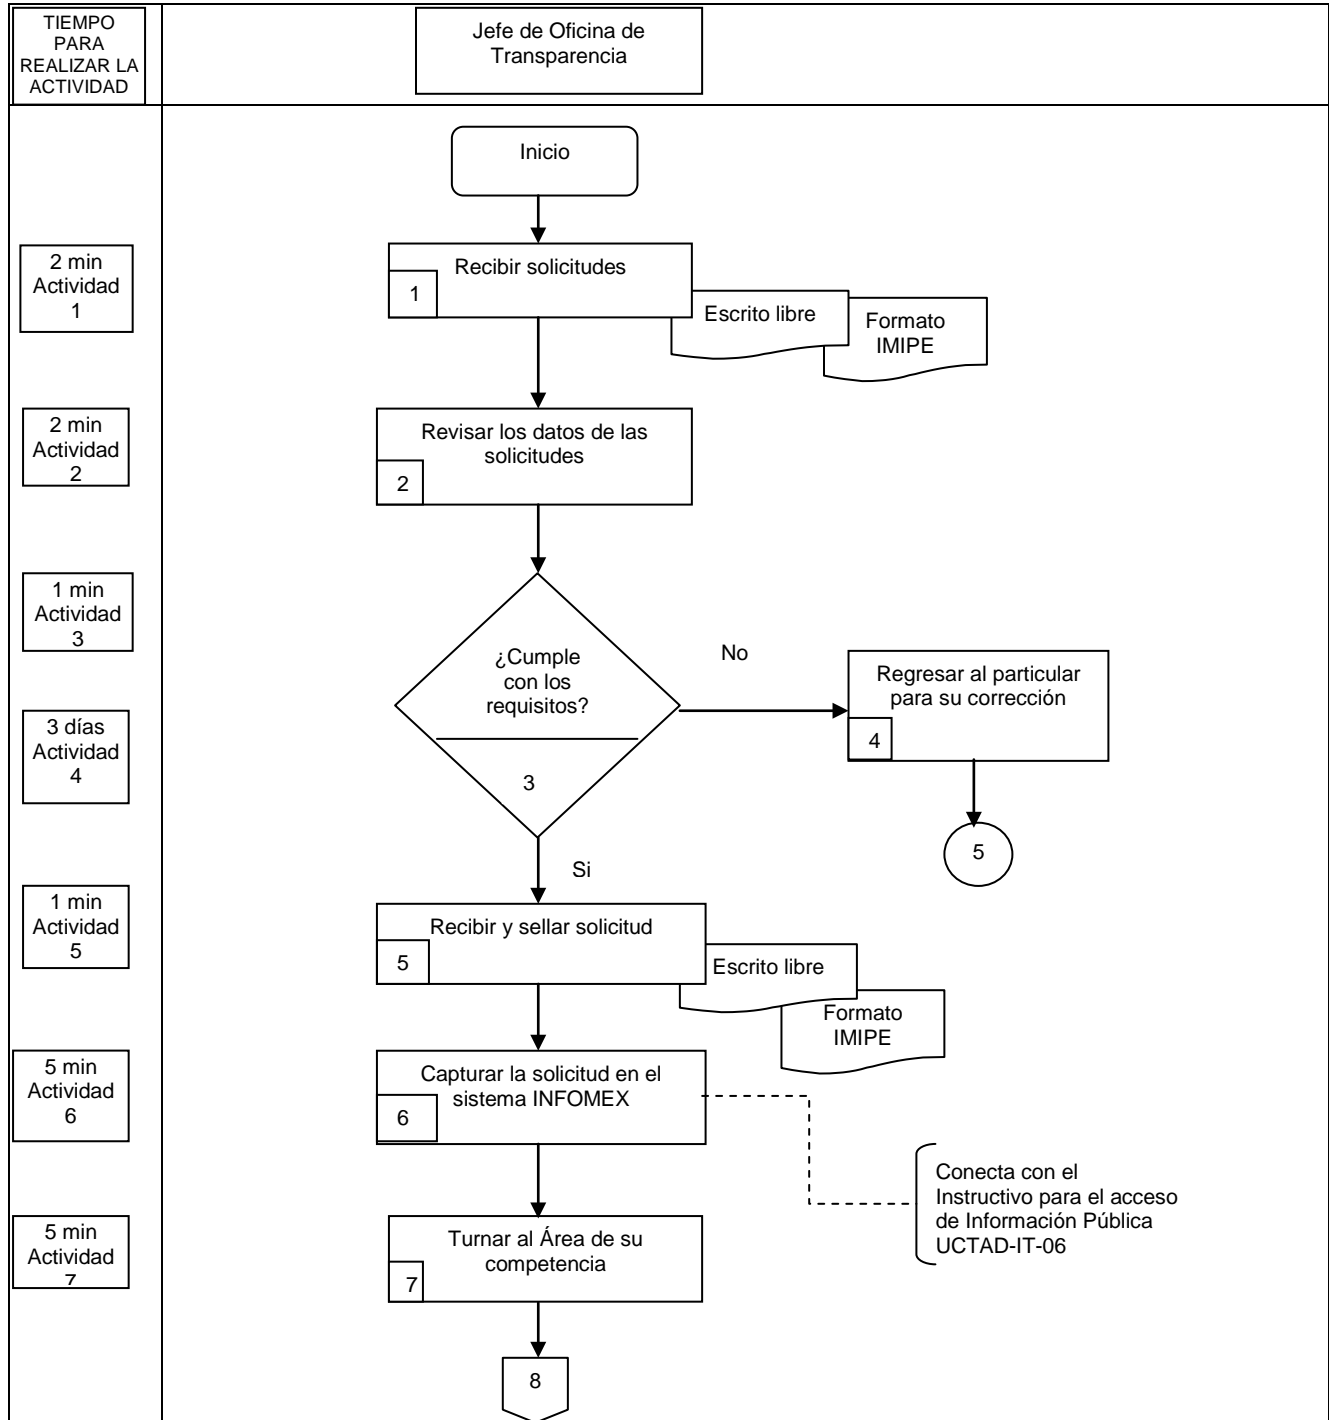 TIEMPO
PARA
REALIZAR LA
ACTIVIDAD
Jefe de Oficina de
Transparencia
Inicio
2 min
Actividad
1
Recibir solicitudes
1
Escrito libre
Formato
IMIPE
2 min
Actividad
2
Revisar los datos de las
solicitudes
2
1 min
Actividad
3
¿Cumple
con los
requisitos?
3
No
Regresar al particular
para su corrección
4
3 días
Actividad
4
5
Si
1 min
Actividad
5
Recibir y sellar solicitud
5
Escrito libre
Formato
IMIPE
5 min
Actividad
6
Capturar la solicitud en el
sistema INFOMEX
6
Conecta con el
Instructivo para el acceso
de Información Pública
UCTAD-IT-06
5 min
Actividad
7
Turnar al Área de su
competencia
7
8